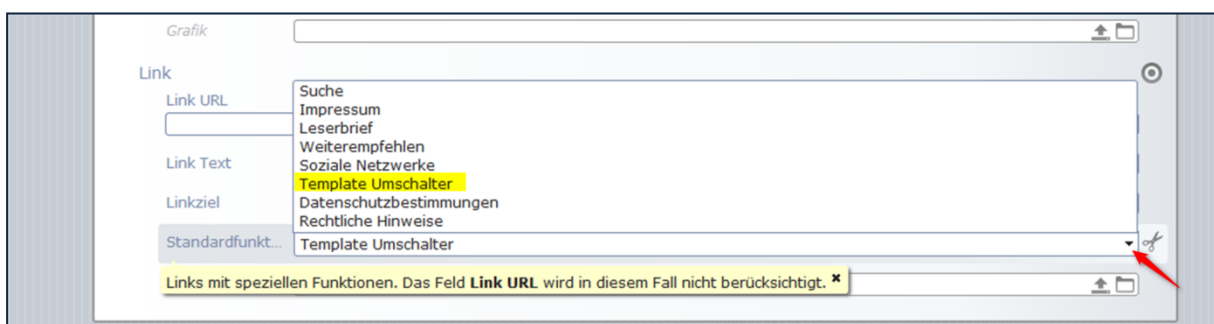 Grafik
Link
Link URL
Suche
Impressum
Leserbrief
Weiterempfehlen
Soziale Netzwerke
Template Umschalter
Datenschutzbestimmungen
Rechtliche Hinweise
Link Text
Linkziel
Standardfunkt... Template Umschalter
Links mit speziellen Funktionen. Das Feld Link URL wird in diesem Fall nicht berücksichtigt. ×